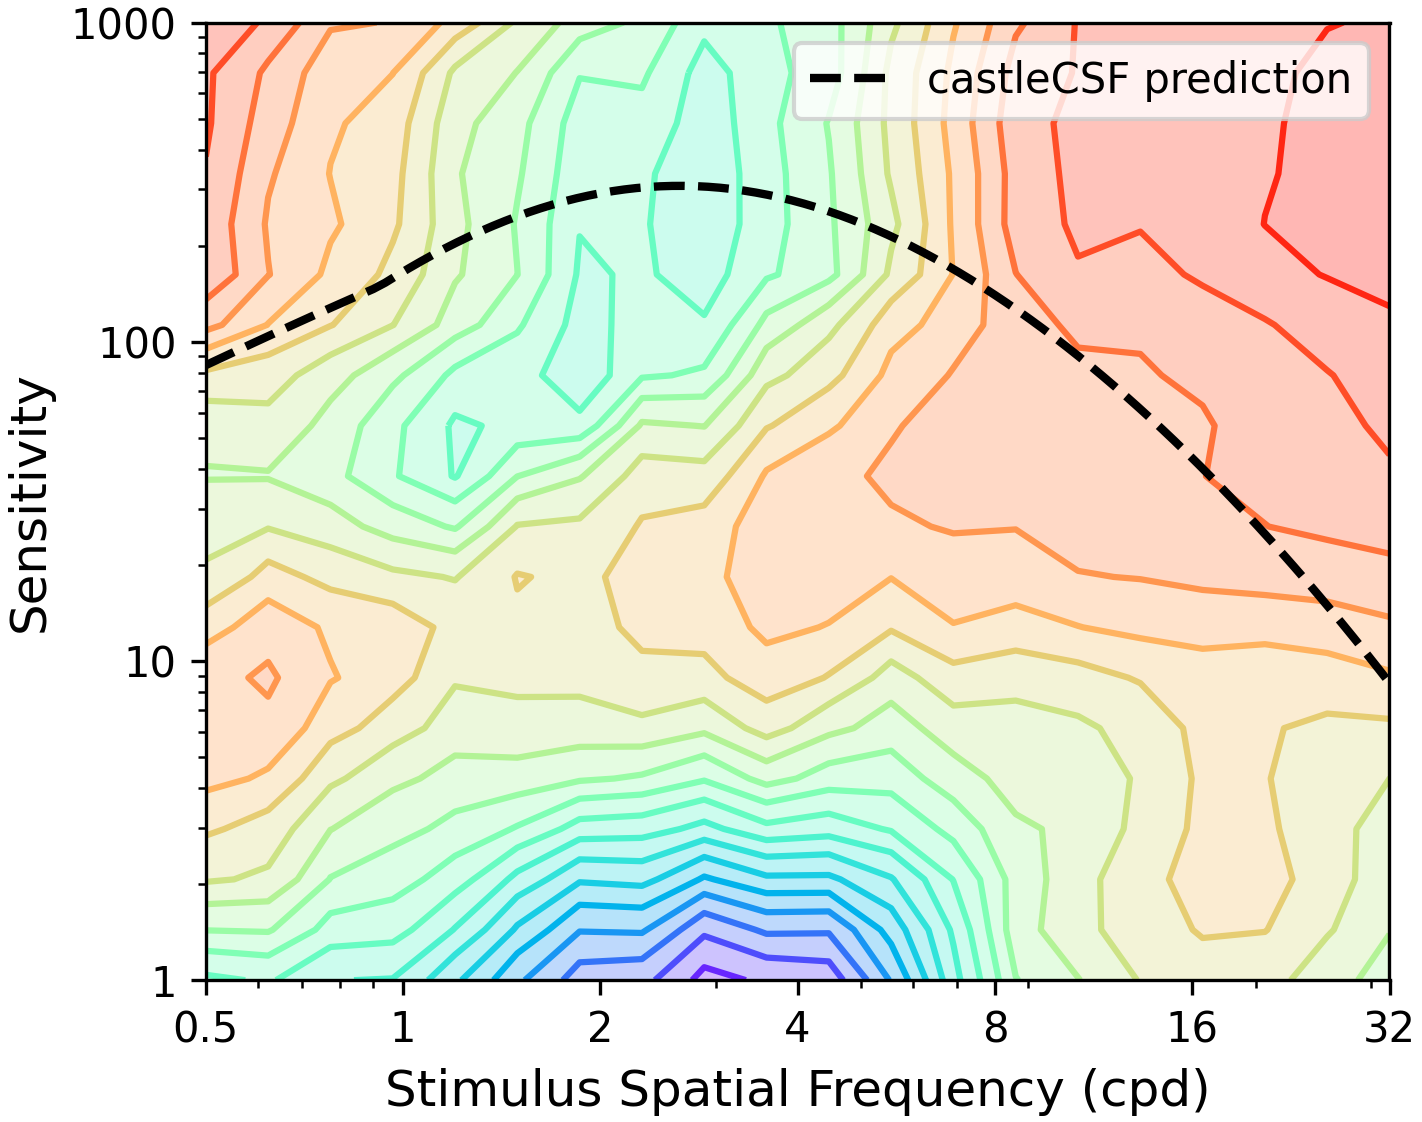 1000
castleCSF prediction
100
Sensitivity
10
1
0.5 1 2 4 8 16 32
Stimulus Spatial Frequency (cpd)